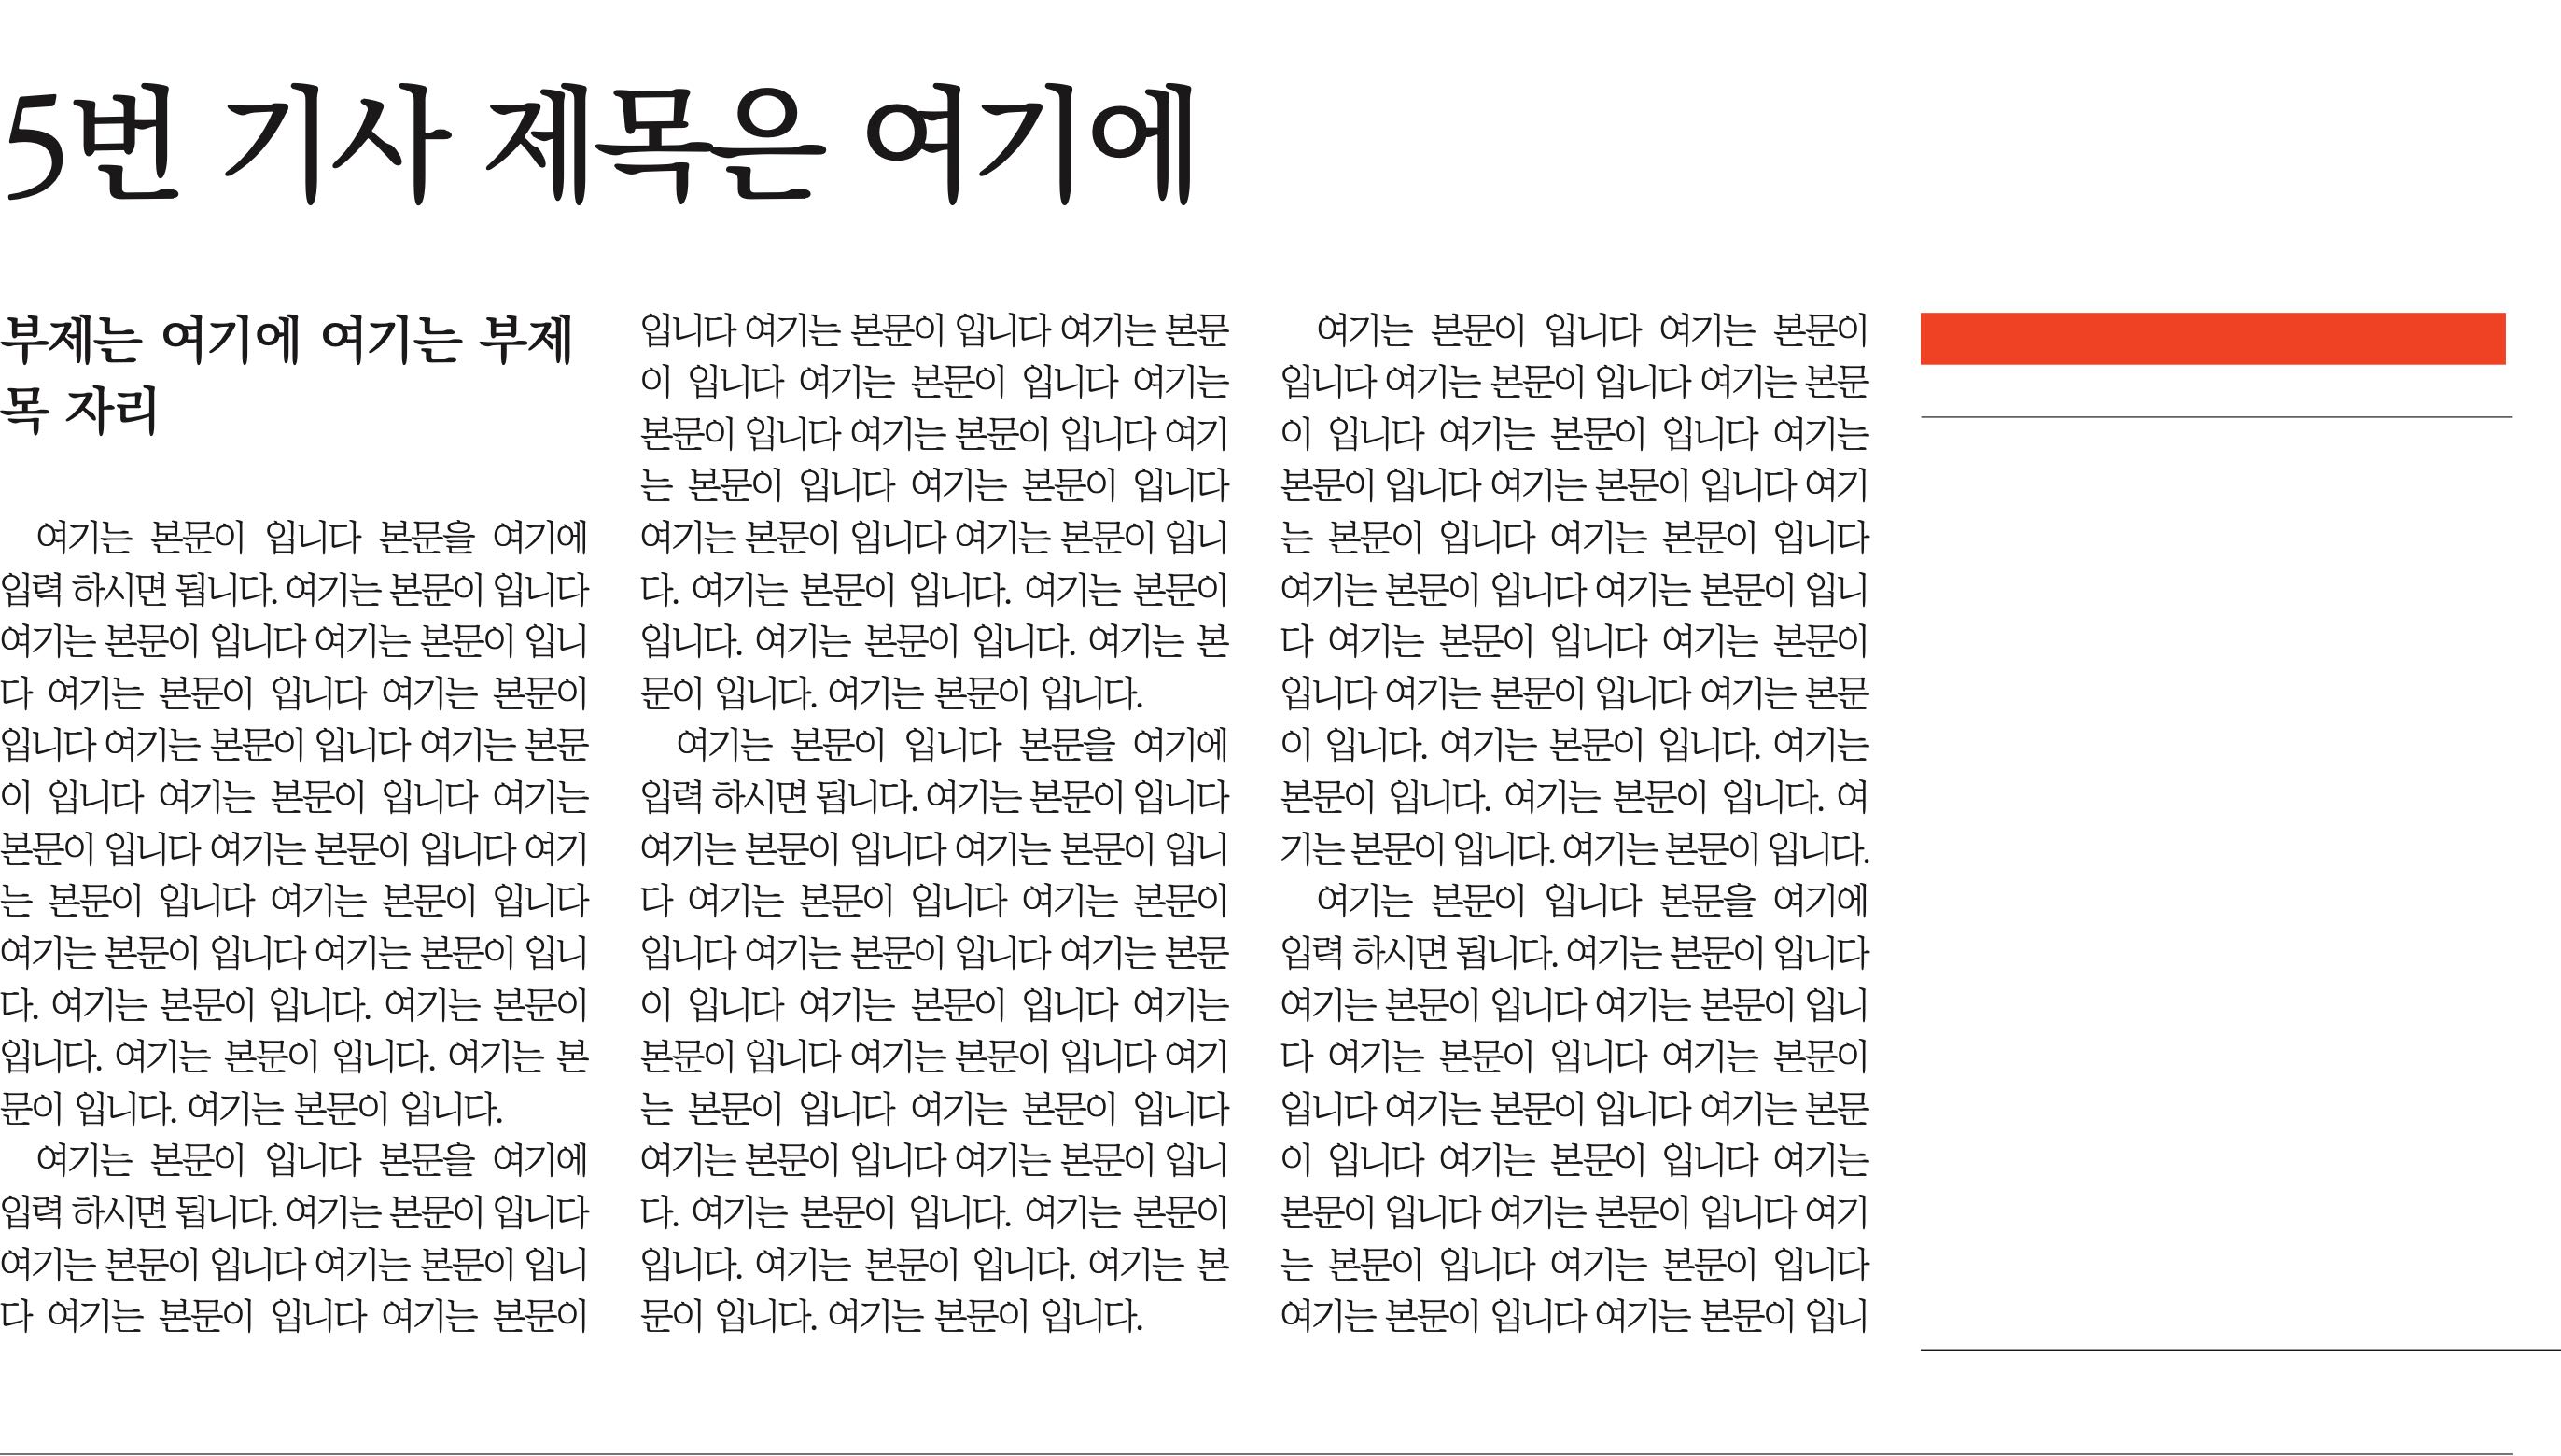 5번 기사 제목은 여기에
부제는 여기에 여기는 부제
목 자리
여기는 본문이 입니다 본문을 여기에
입력 하시면 됩니다. 여기는 본문이 입니다
여기는 본문이 입니다 여기는 본문이 입니
다 여기는 본문이 입니다 여기는 본문이
입니다 여기는 본문이 입니다 여기는 본문
이 입니다 여기는 본문이 입니다 여기는
본문이 입니다 여기는 본문이 입니다 여기
는 본문이 입니다 여기는 본문이 입니다
여기는 본문이 입니다 여기는 본문이 입니
다. 여기는 본문이 입니다. 여기는 본문이
입니다. 여기는 본문이 입니다. 여기는 본
문이 입니다. 여기는 본문이 입니다.
여기는 본문이 입니다 본문을 여기에
입력 하시면 됩니다. 여기는 본문이 입니다
여기는 본문이 입니다 여기는 본문이 입니
다 여기는 본문이 입니다 여기는 본문이
입니다 여기는 본문이 입니다 여기는 본문
이 입니다 여기는 본문이 입니다 여기는
본문이 입니다 여기는 본문이 입니다 여기
는 본문이 입니다 여기는 본문이 입니다
여기는 본문이 입니다 여기는 본문이 입니
다. 여기는 본문이 입니다. 여기는 본문이
입니다. 여기는 본문이 입니다. 여기는 본
문이 입니다. 여기는 본문이 입니다.
여기는 본문이 입니다 본문을 여기에
입력 하시면 됩니다. 여기는 본문이 입니다
여기는 본문이 입니다 여기는 본문이 입니
다 여기는 본문이 입니다 여기는 본문이
입니다 여기는 본문이 입니다 여기는 본문
이 입니다 여기는 본문이 입니다 여기는
본문이 입니다 여기는 본문이 입니다 여기
는 본문이 입니다 여기는 본문이 입니다
여기는 본문이 입니다 여기는 본문이 입니
다. 여기는 본문이 입니다. 여기는 본문이
입니다. 여기는 본문이 입니다. 여기는 본
문이 입니다. 여기는 본문이 입니다.
여기는 본문이 입니다 여기는 본문이
입니다 여기는 본문이 입니다 여기는 본문
이 입니다 여기는 본문이 입니다 여기는
본문이 입니다 여기는 본문이 입니다 여기
는 본문이 입니다 여기는 본문이 입니다
여기는 본문이 입니다 여기는 본문이 입니
다 여기는 본문이 입니다 여기는 본문이
입니다 여기는 본문이 입니다 여기는 본문
이 입니다. 여기는 본문이 입니다. 여기는
본문이 입니다. 여기는 본문이 입니다. 여
기는 본문이 입니다. 여기는 본문이 입니다.
여기는 본문이 입니다 본문을 여기에
입력 하시면 됩니다. 여기는 본문이 입니다
여기는 본문이 입니다 여기는 본문이 입니
다 여기는 본문이 입니다 여기는 본문이
입니다 여기는 본문이 입니다 여기는 본문
이 입니다 여기는 본문이 입니다 여기는
본문이 입니다 여기는 본문이 입니다 여기
는 본문이 입니다 여기는 본문이 입니다
여기는 본문이 입니다 여기는 본문이 입니